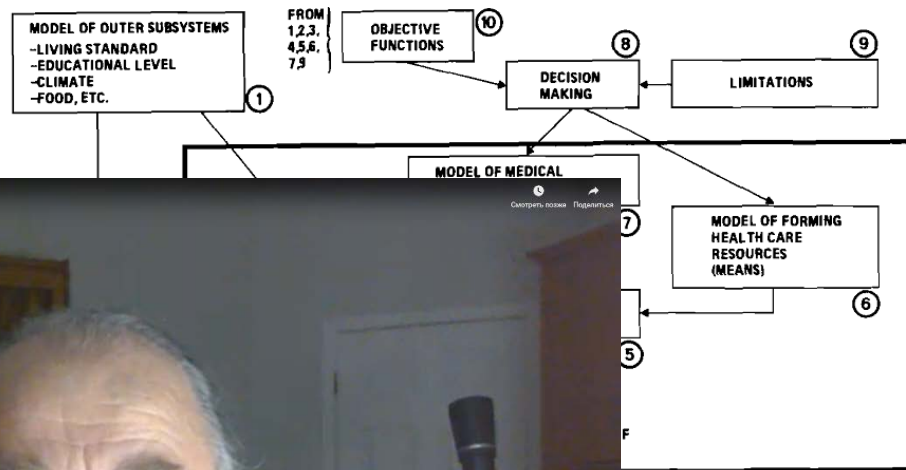 MODEL OF OUTER SUBSYSTEMS
–LIVING STANDARD
–EDUCATIONAL LEVEL
–CLIMATE
–FOOD, ETC.
1
FROM
1,2,3,
4,5,6,
7,9
OBJECTIVE
FUNCTIONS
10
DECISION
MAKING
8
LIMITATIONS
9
MODEL OF MEDICAL
7
Смотреть позже
Поделиться
MODEL OF FORMING
HEALTH CARE
RESOURCES
(MEANS)
6
5
F